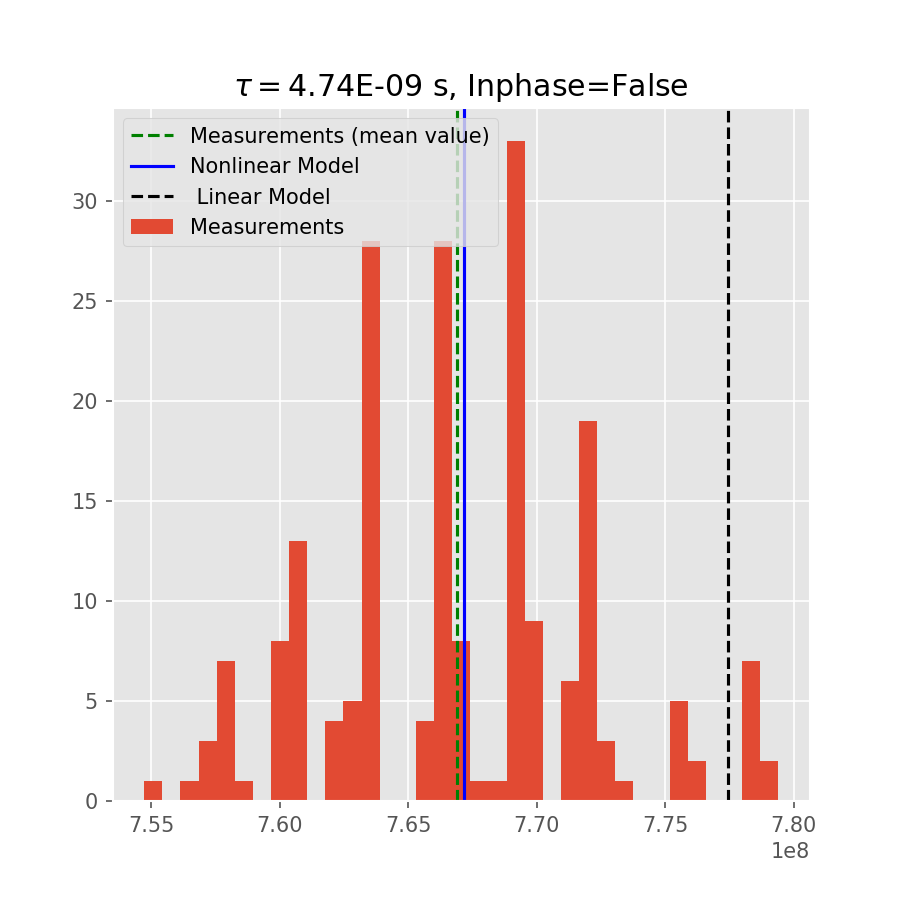 τ = 4.74E-09 s, Inphase=False
Measurements (mean value)
Nonlinear Model
Linear Model
Measurements
30
25
20
15
10
5
0
7.55 7.60 7.65 7.70 7.75 7.80
1e8